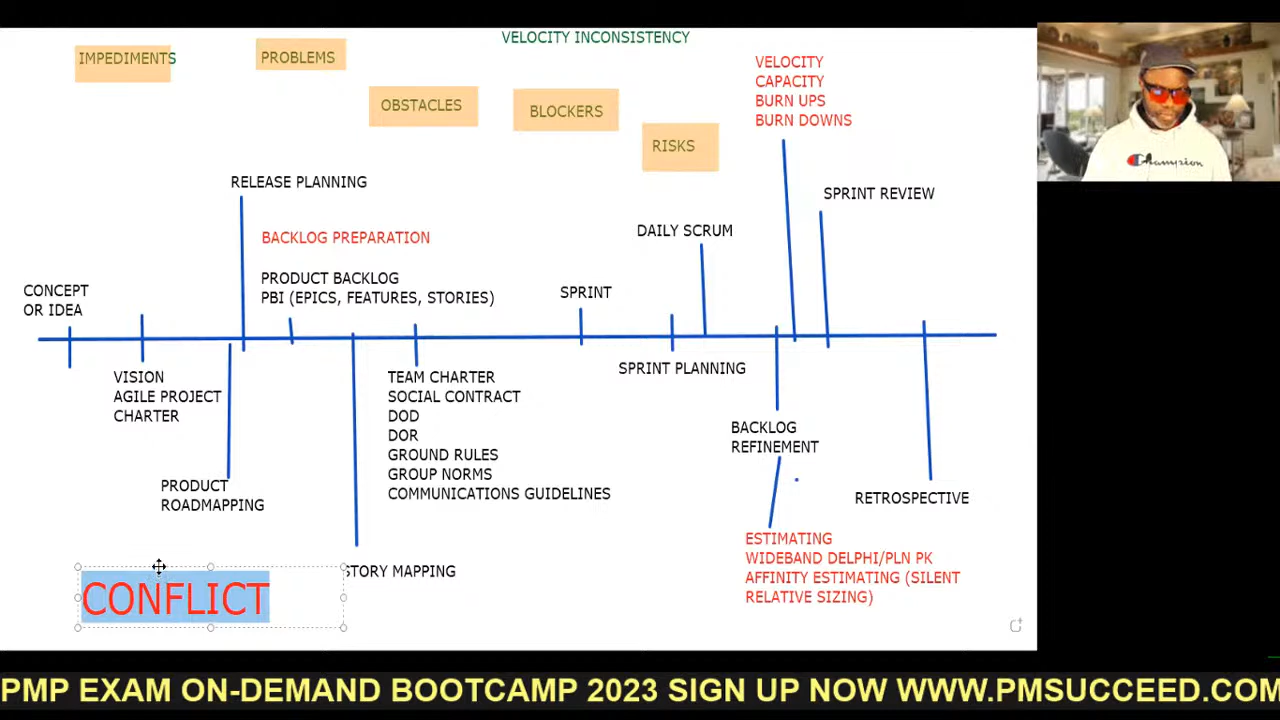 VELOCITY INCONSISTENCY
IMPEDIMENTS
PROBLEMS
OBSTACLES
BLOCKERS
RISKS
VELOCITY
CAPACITY
BURN UPS
BURN DOWNS
Champion
RELEASE PLANNING
SPRINT REVIEW
BACKLOG PREPARATION
DAILY SCRUM
PRODUCT BACKLOG
PBI (EPICS, FEATURES, STORIES)
CONCEPT
OR IDEA
SPRINT
VISION
AGILE PROJECT
CHARTER
TEAM CHARTER
SOCIAL CONTRACT
DOD
DOR
GROUND RULES
GROUP NORMS
COMMUNICATIONS GUIDELINES
SPRINT PLANNING
BACKLOG
REFINEMENT
PRODUCT
ROADMAPPING
RETROSPECTIVE
ESTIMATING
WIDEBAND DELPHI/PLN PK
AFFINITY ESTIMATING (SILENT
RELATIVE SIZING)
STORY MAPPING
CONFLICT
PMP EXAM ON-DEMAND BOOTCAMP 2023 SIGN UP NOW WWW.PMSUCCEED.COM